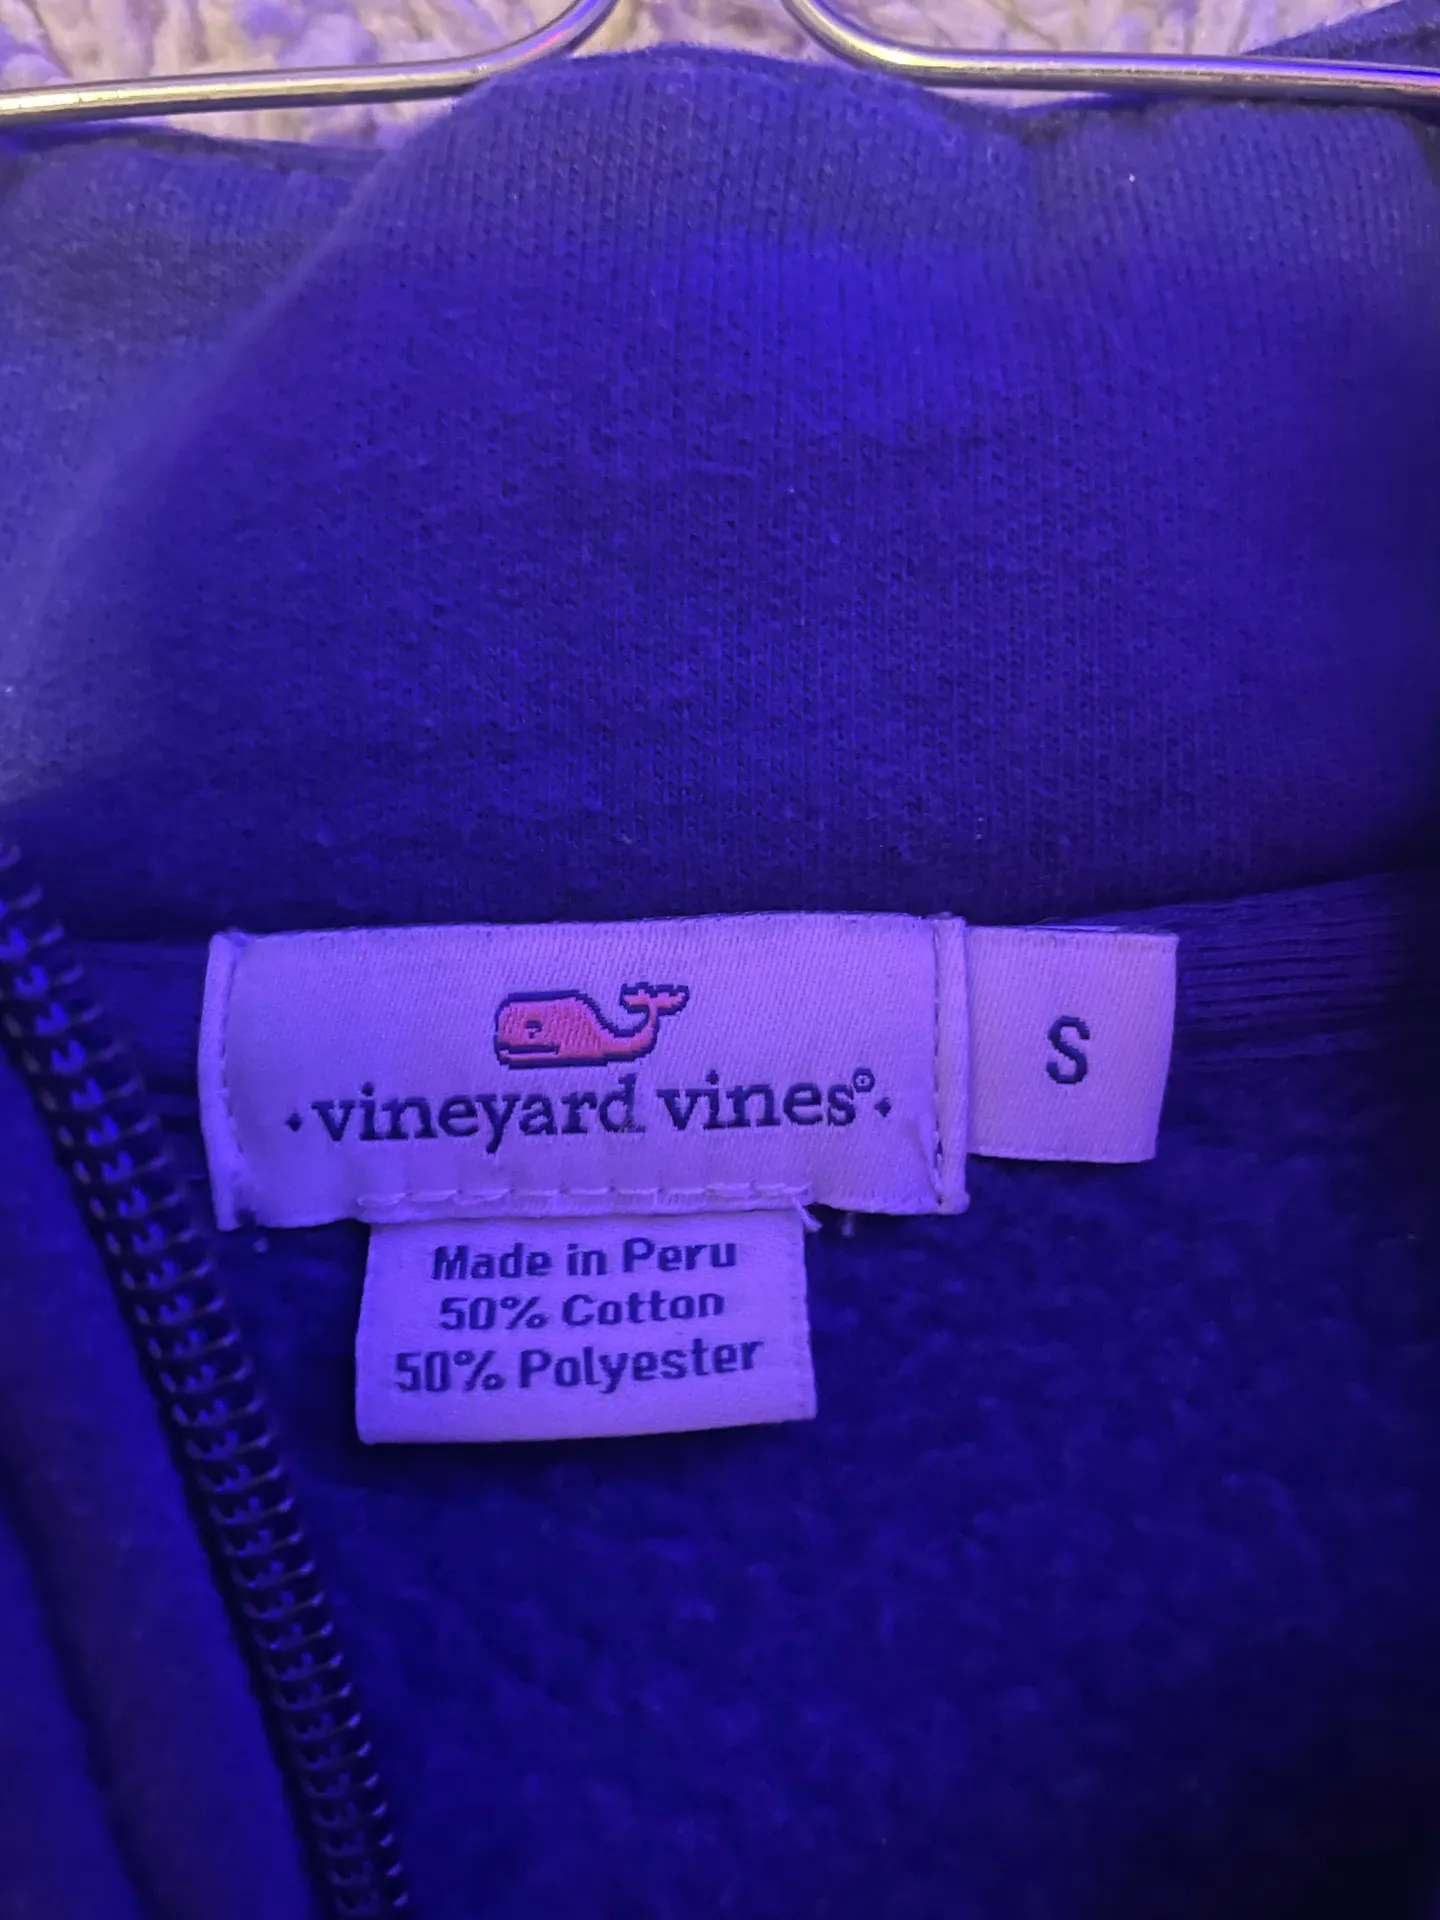 vineyard vines®
S
Made in Peru
50% Cotton
50% Polyester